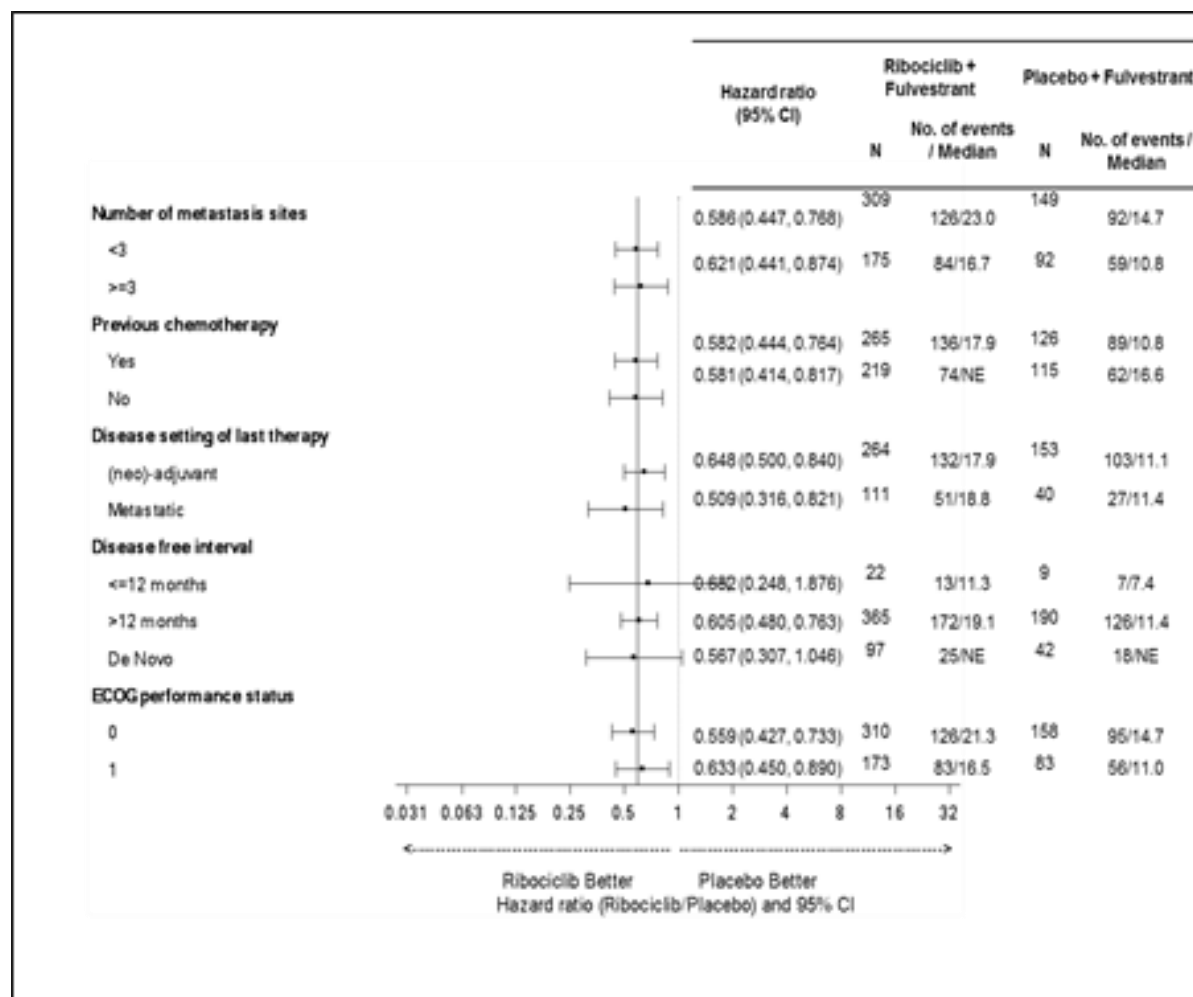 Hazard ratio (95% CI) Ribociclib + Fulvestrant Placebo + Fulvestrant
N No. of events / Median N No. of events / Median
Number of metastasis sites
<3 0.586 (0.447, 0.768) 309 126/23.0 149 92/14.7
>=3 0.621 (0.441, 0.874) 175 84/16.7 92 59/10.8
Previous chemotherapy
Yes 0.582 (0.444, 0.764) 265 136/17.9 126 89/10.8
No 0.581 (0.414, 0.817) 219 74/NE 115 62/16.6
Disease setting of last therapy
(neo)-adjuvant 0.648 (0.500, 0.840) 264 132/17.9 153 103/11.1
Metastatic 0.509 (0.316, 0.821) 111 51/18.8 40 27/11.4
Disease free interval
<=12 months 0.682 (0.248, 1.876) 22 13/11.3 9 7/7.4
>12 months 0.605 (0.480, 0.763) 365 172/19.1 190 126/11.4
De Novo 0.567 (0.307, 1.046) 97 25/NE 42 18/NE
ECOG performance status
0 0.559 (0.427, 0.733) 310 126/21.3 158 95/14.7
1 0.633 (0.450, 0.890) 173 83/16.5 83 56/11.0
0.031 0.063 0.125 0.25 0.5 1 2 4 8 16 32
Ribociclib Better Placebo Better
Hazard ratio (Ribociclib/Placebo) and 95% CI